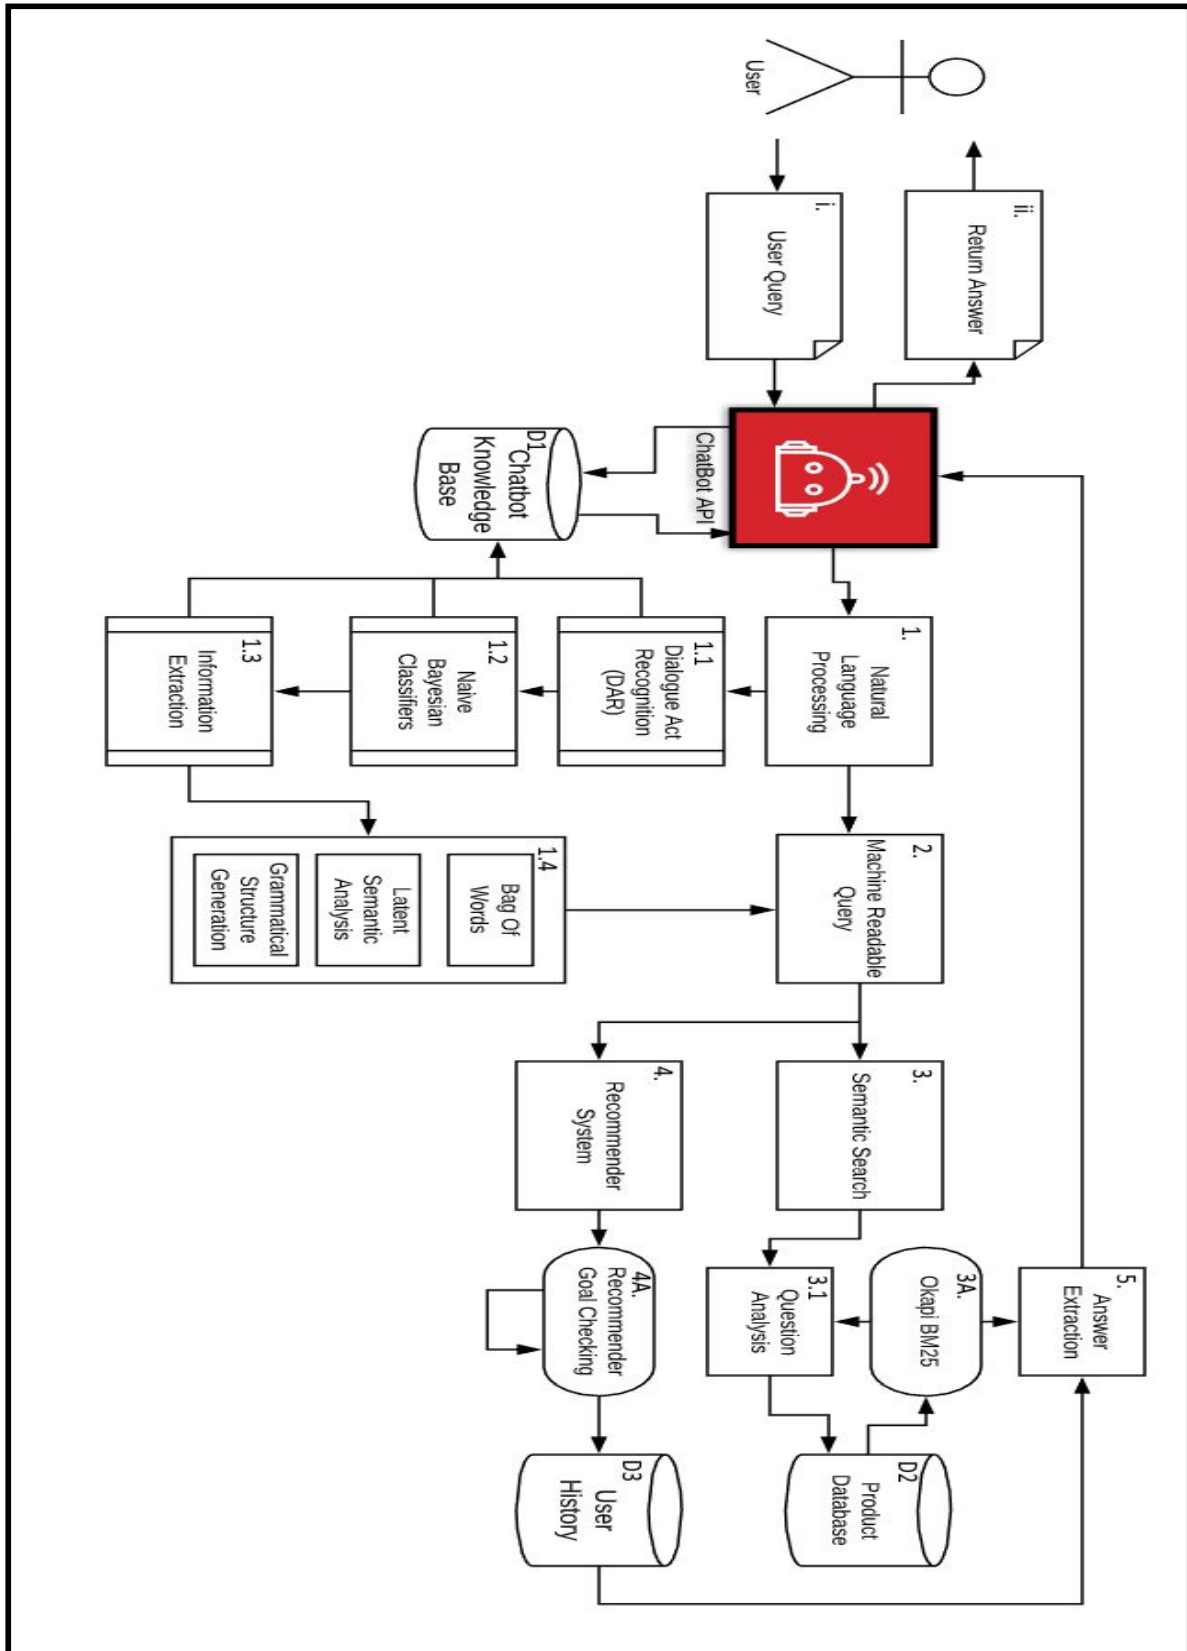 User
ii.
Return Answer
i.
User Query
ChatBot API
D1
Chatbot
Knowledge
Base
1.
Natural
Language
Processing
1.1
Dialogue Act
Recognition
(DAR)
1.2
Naive
Bayesian
Classifiers
1.3
Information
Extraction
1.4
Bag Of
Words
Latent
Semantic
Analysis
Grammatical
Structure
Generation
2.
Machine Readable
Query
3.
Semantic Search
4.
Recommender
System
5.
Answer
Extraction
3A.
Okapi BM25
3.1
Question
Analysis
4A.
Recommender
Goal Checking
D2
Product
Database
D3
User
History